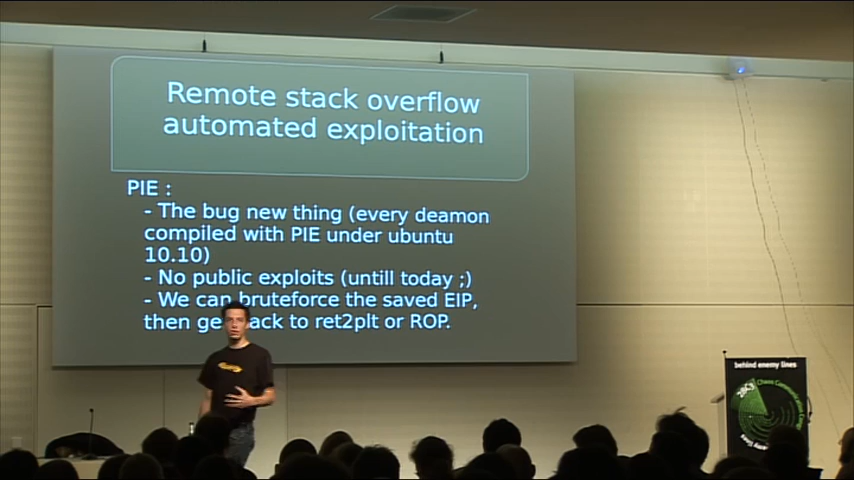 Remote stack overflow
automated exploitation
PIE :
- The bug new thing (every deamon
compiled with PIE under ubuntu
10.10)
- No public exploits (untill today ;)
- We can bruteforce the saved EIP,
then get back to ret2plt or ROP.
behind enemy lines
Chaos Communication